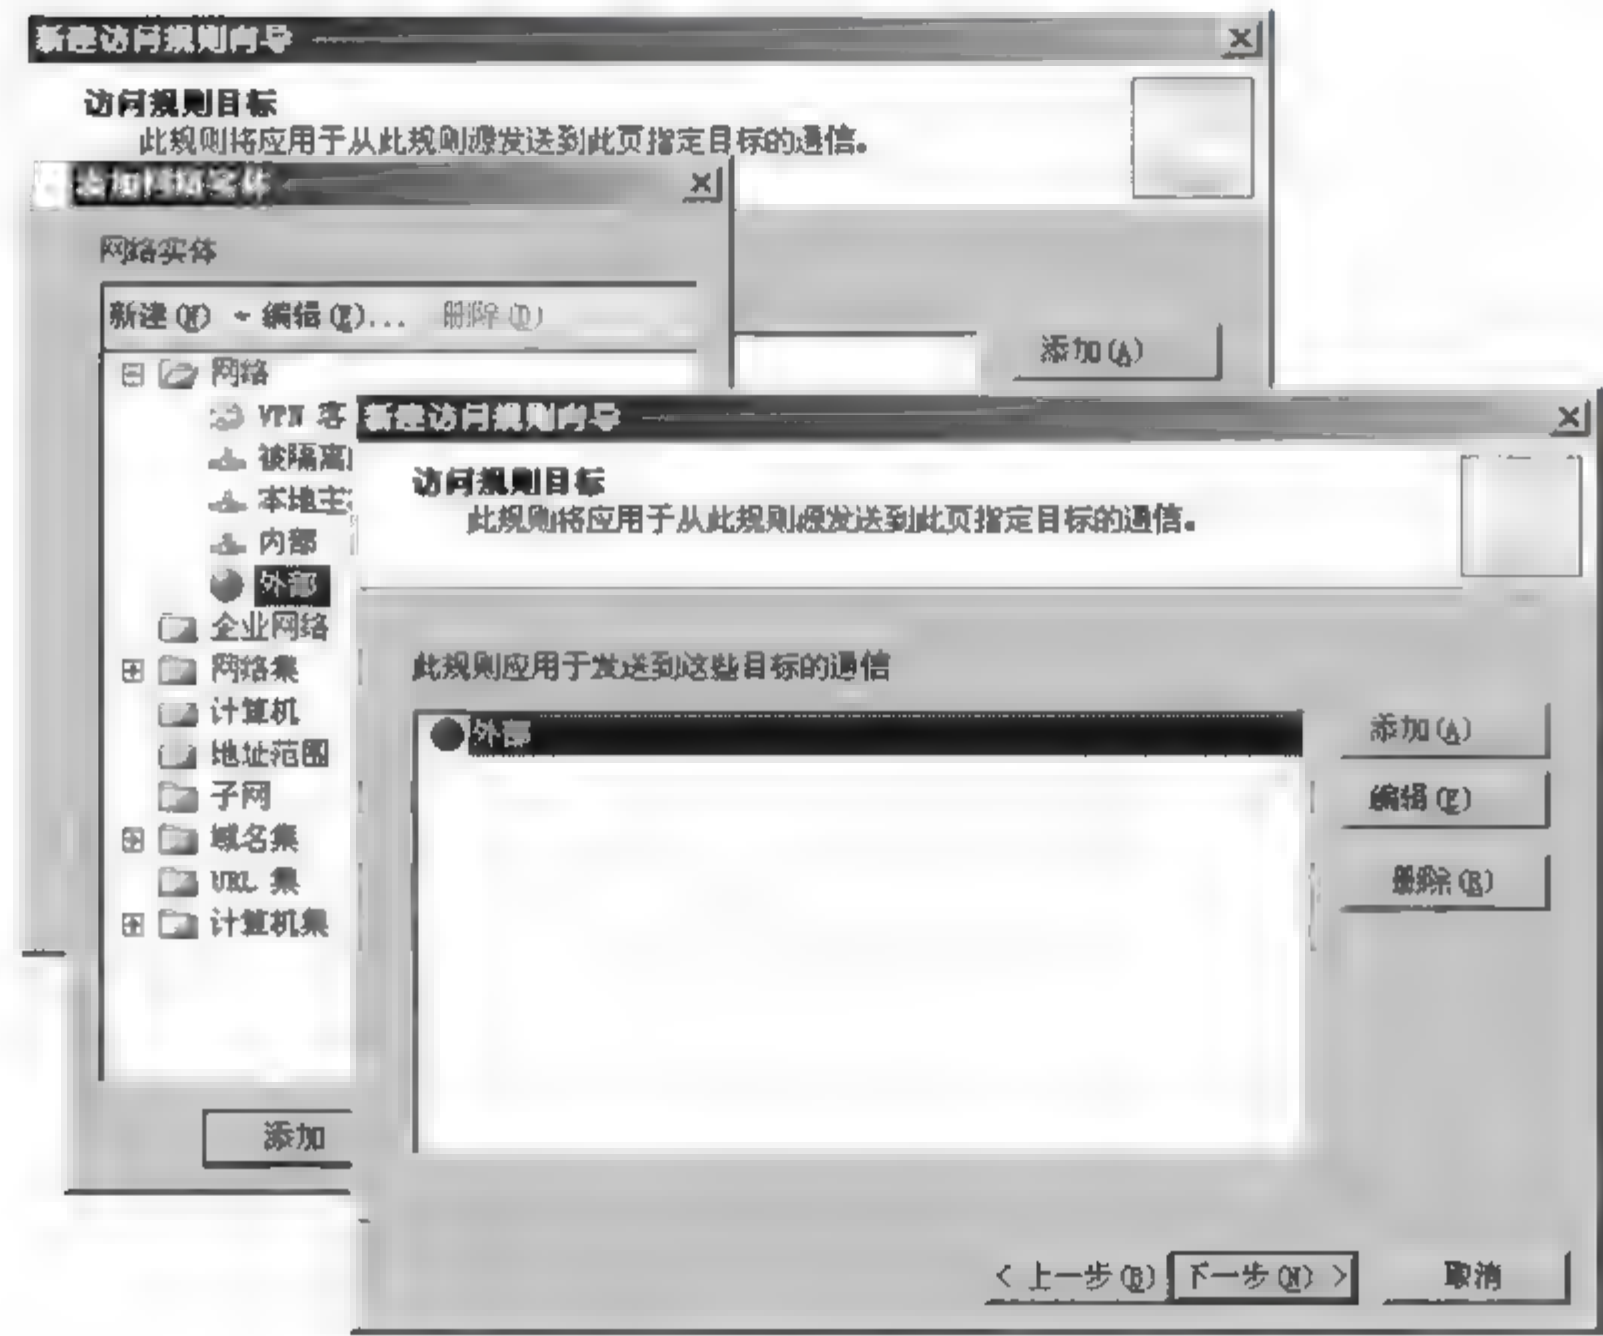 新建访问规则向导
访问规则目标
此规则将应用于从此规则源发送到此页指定目标的通信。
添加网络实体
网络实体
新建(N) 编辑(E)... 删除(D)
添加(A)
网络
VPN 客
被隔离
本地主
内部
外部
企业网络
网络集
计算机
地址范围
子网
域名集
URL 集
计算机集
添加
新建访问规则向导
访问规则目标
此规则将应用于从此规则源发送到此页指定目标的通信。
此规则应用于发送到这些目标的通信
外部
添加(A)
编辑(E)
删除(R)
< 上一步(B)
下一步(N) >
取消